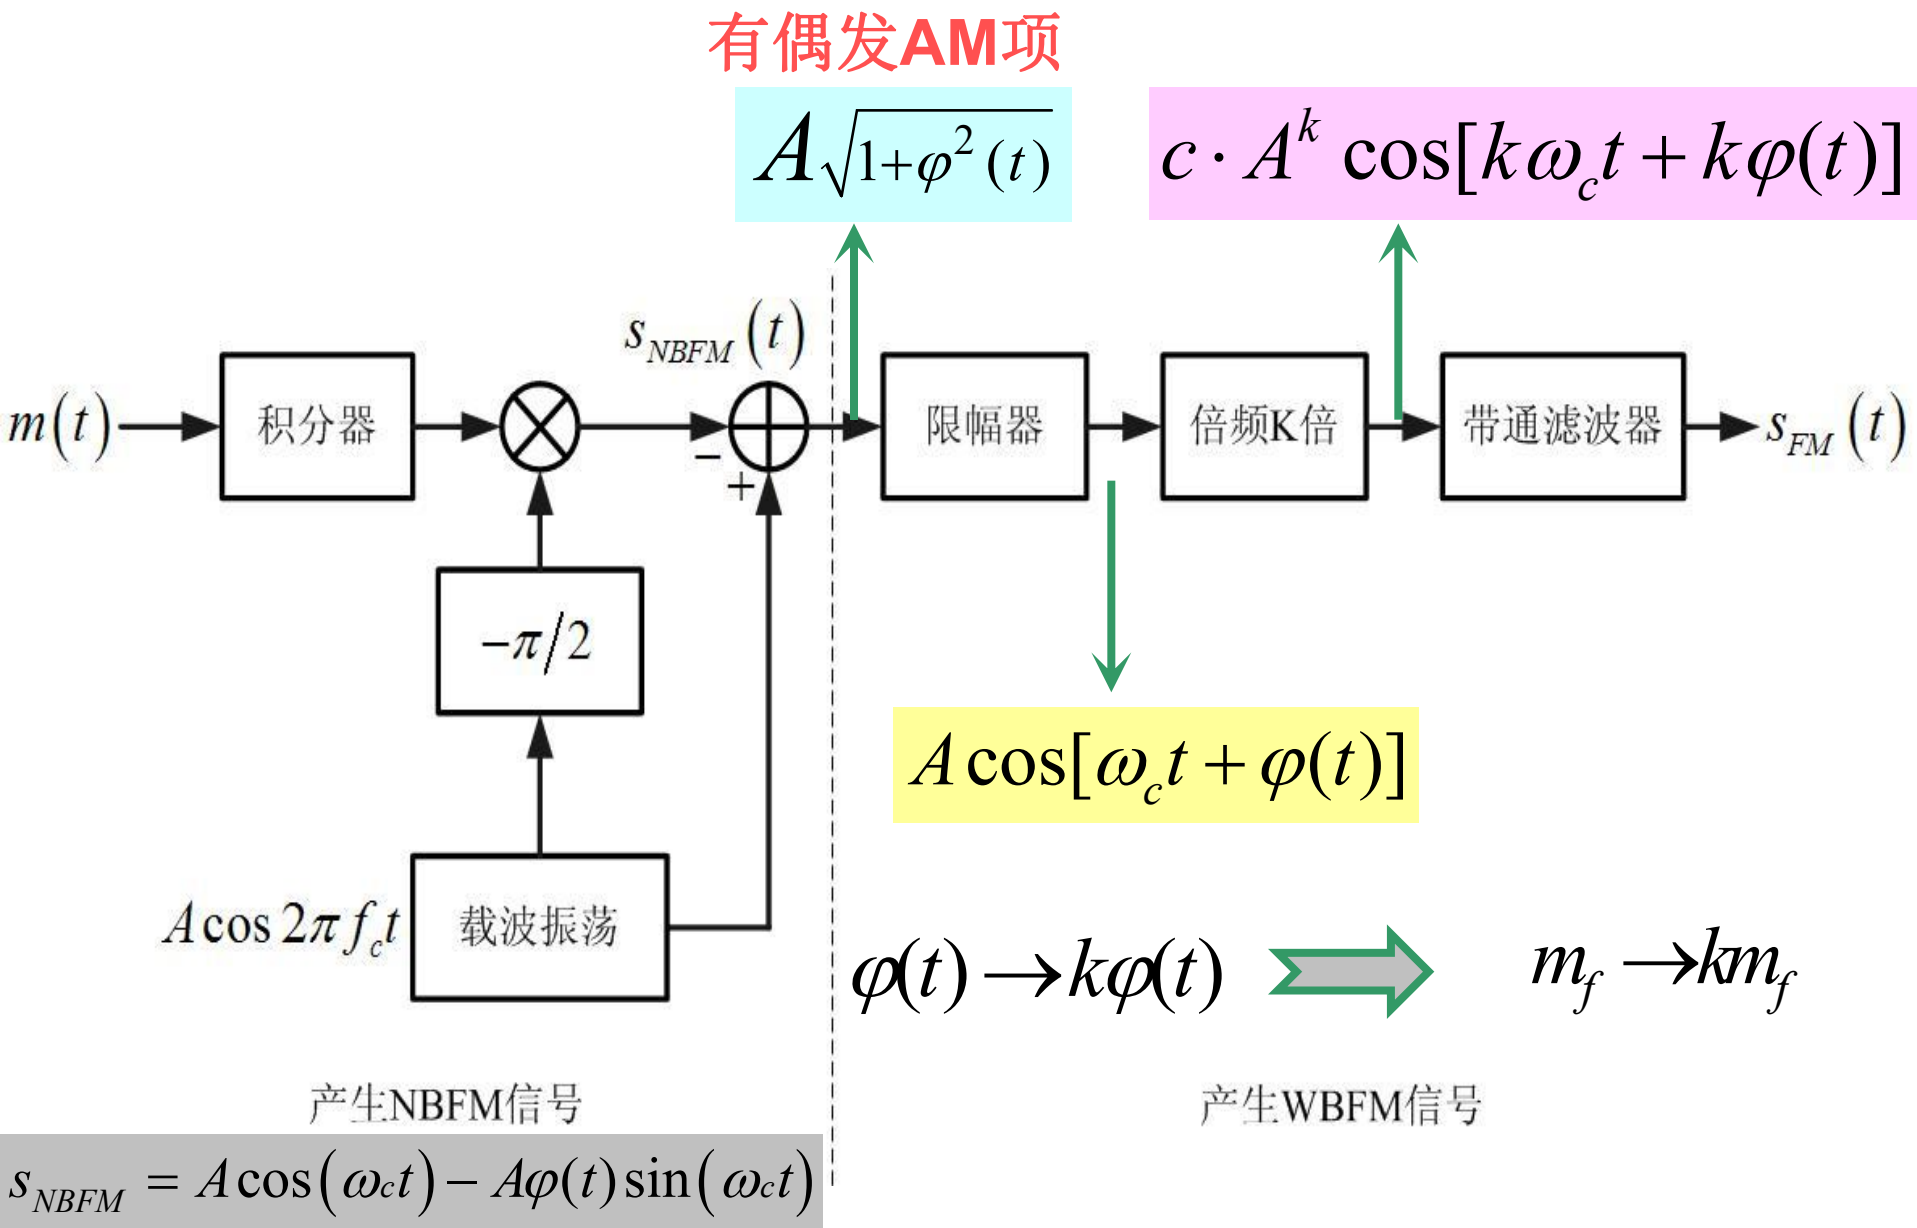 有偶发AM项
A√(1+φ²(t))
c·A^k cos[kω_c t + kφ(t)]
s_NBFM(t)
m(t)
积分器
−
+
限幅器
倍频K倍
带通滤波器
s_FM(t)
−π/2
A cos[ω_c t + φ(t)]
A cos 2π f_c t
载波振荡
φ(t)→kφ(t)
m_f→km_f
产生NBFM信号
产生WBFM信号
s_NBFM = A cos(ω_c t) − Aφ(t) sin(ω_c t)